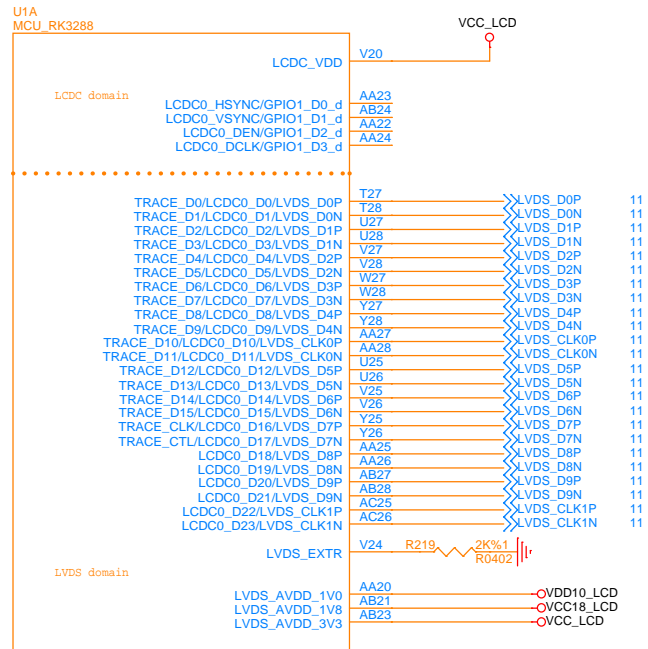 U1A
MCU_RK3288
VCC_LCD
LCDC_VDD V20
LCDC domain
LCDC0_HSYNC/GPIO1_D0_d AA23
LCDC0_VSYNC/GPIO1_D1_d AB24
LCDC0_DEN/GPIO1_D2_d AA22
LCDC0_DCLK/GPIO1_D3_d AA24
TRACE_D0/LCDC0_D0/LVDS_D0P T27 LVDS_D0P 11
TRACE_D1/LCDC0_D1/LVDS_D0N T28 LVDS_D0N 11
TRACE_D2/LCDC0_D2/LVDS_D1P U27 LVDS_D1P 11
TRACE_D3/LCDC0_D3/LVDS_D1N U28 LVDS_D1N 11
TRACE_D4/LCDC0_D4/LVDS_D2P V27 LVDS_D2P 11
TRACE_D5/LCDC0_D5/LVDS_D2N V28 LVDS_D2N 11
TRACE_D6/LCDC0_D6/LVDS_D3P W27 LVDS_D3P 11
TRACE_D7/LCDC0_D7/LVDS_D3N W28 LVDS_D3N 11
TRACE_D8/LCDC0_D8/LVDS_D4P Y27 LVDS_D4P 11
TRACE_D9/LCDC0_D9/LVDS_D4N Y28 LVDS_D4N 11
TRACE_D10/LCDC0_D10/LVDS_CLK0P AA27 LVDS_CLK0P 11
TRACE_D11/LCDC0_D11/LVDS_CLK0N AA28 LVDS_CLK0N 11
TRACE_D12/LCDC0_D12/LVDS_D5P U25 LVDS_D5P 11
TRACE_D13/LCDC0_D13/LVDS_D5N U26 LVDS_D5N 11
TRACE_D14/LCDC0_D14/LVDS_D6P V25 LVDS_D6P 11
TRACE_D15/LCDC0_D15/LVDS_D6N V26 LVDS_D6N 11
TRACE_CLK/LCDC0_D16/LVDS_D7P Y25 LVDS_D7P 11
TRACE_CTL/LCDC0_D17/LVDS_D7N Y26 LVDS_D7N 11
LCDC0_D18/LVDS_D8P AA25 LVDS_D8P 11
LCDC0_D19/LVDS_D8N AA26 LVDS_D8N 11
LCDC0_D20/LVDS_D9P AB27 LVDS_D9P 11
LCDC0_D21/LVDS_D9N AB28 LVDS_D9N 11
LCDC0_D22/LVDS_CLK1P AC25 LVDS_CLK1P 11
LCDC0_D23/LVDS_CLK1N AC26 LVDS_CLK1N 11
LVDS_EXTR V24 R219 2K%1
R0402
LVDS domain
LVDS_AVDD_1V0 AA20 VDD10_LCD
LVDS_AVDD_1V8 AB21 VCC18_LCD
LVDS_AVDD_3V3 AB23 VCC_LCD